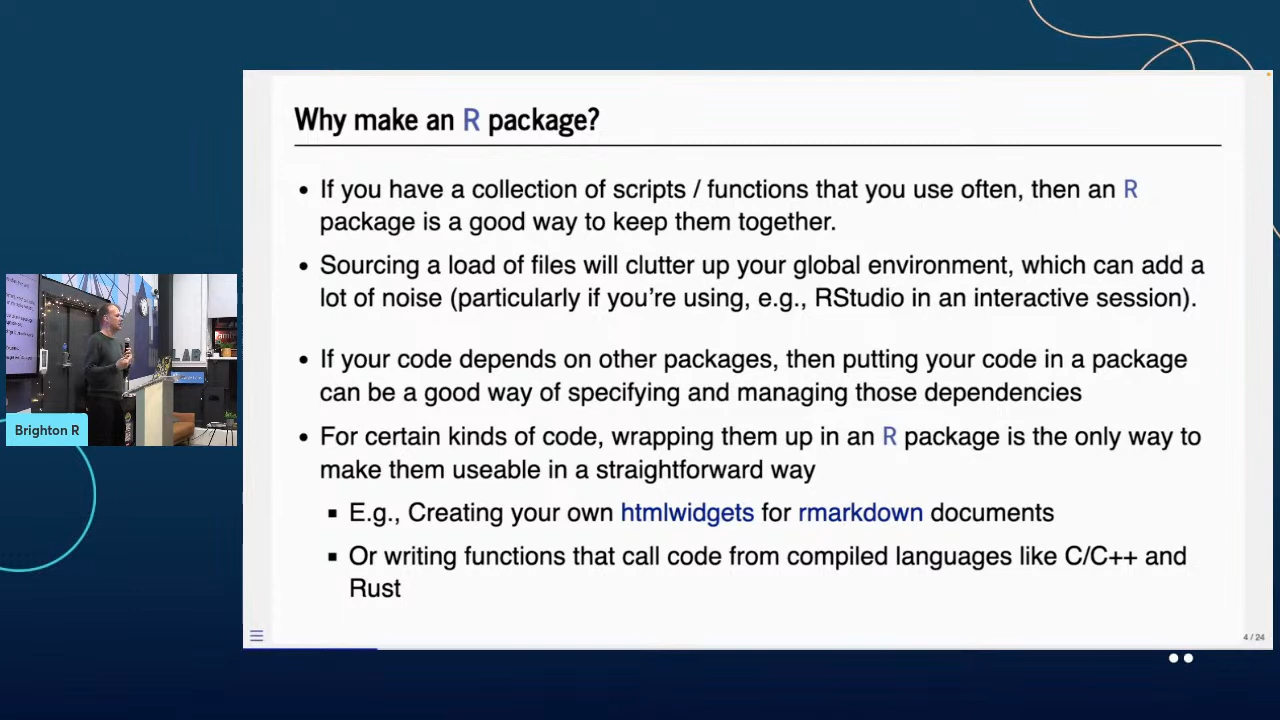 Why make an R package?
• If you have a collection of scripts / functions that you use often, then an R
package is a good way to keep them together.
• Sourcing a load of files will clutter up your global environment, which can add a
lot of noise (particularly if you're using, e.g., RStudio in an interactive session).
• If your code depends on other packages, then putting your code in a package
can be a good way of specifying and managing those dependencies
• For certain kinds of code, wrapping them up in an R package is the only way to
make them useable in a straightforward way
▪ E.g., Creating your own htmlwidgets for rmarkdown documents
▪ Or writing functions that call code from compiled languages like C/C++ and
Rust
4 / 24
Brighton R